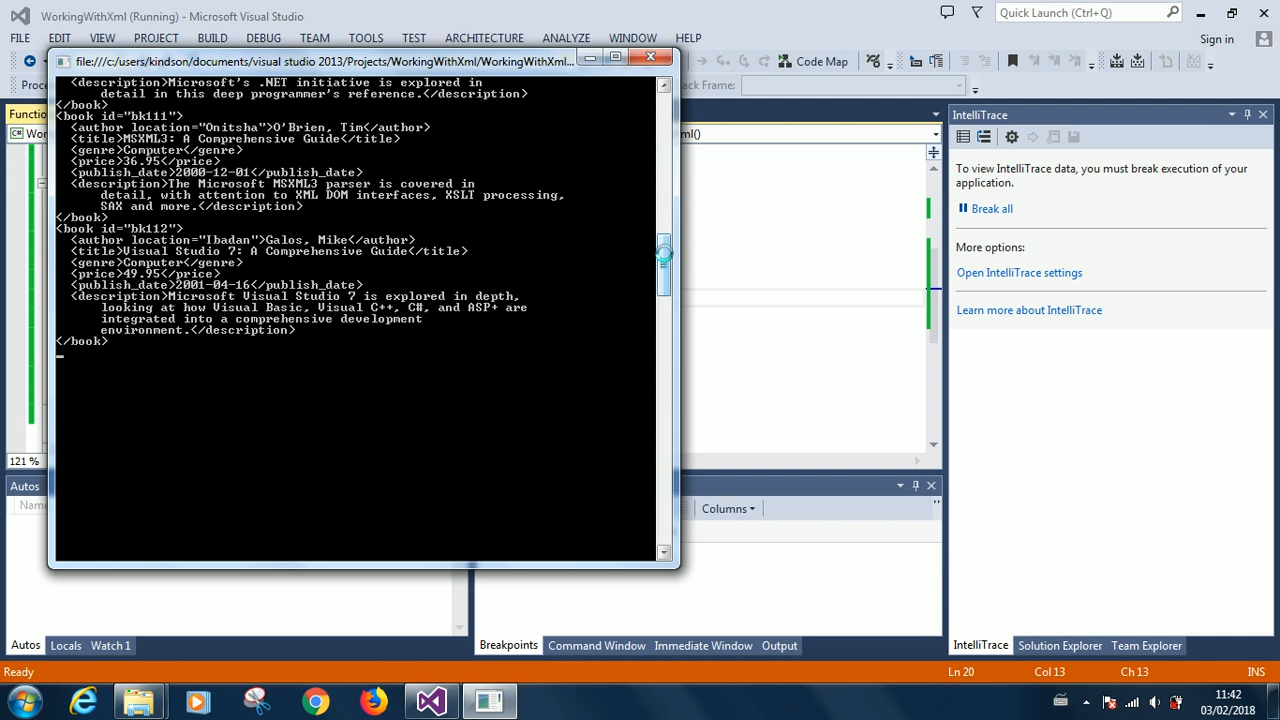 WorkingWithXml (Running) - Microsoft Visual Studio
Quick Launch (Ctrl+Q)
FILE EDIT VIEW PROJECT BUILD DEBUG TEAM TOOLS TEST ARCHITECTURE ANALYZE WINDOW HELP
Sign in
file:///c:/users/kindson/documents/visual studio 2013/Projects/WorkingWithXml/WorkingWithXml...
Code Map
Proce
Frame:
Functio
C# Wor
ml()
<description>Microsoft's .NET initiative is explored in
detail in this deep programmer's reference.</description>
</book>
<book id="bk111">
<author location="Onitsha">O'Brien, Tim</author>
<title>MSXML3: A Comprehensive Guide</title>
<genre>Computer</genre>
<price>36.95</price>
<publish_date>2000-12-01</publish_date>
<description>The Microsoft MSXML3 parser is covered in
detail, with attention to XML DOM interfaces, XSLT processing,
SAX and more.</description>
</book>
<book id="bk112">
<author location="Ibadan">Galos, Mike</author>
<title>Visual Studio 7: A Comprehensive Guide</title>
<genre>Computer</genre>
<price>49.95</price>
<publish_date>2001-04-16</publish_date>
<description>Microsoft Visual Studio 7 is explored in depth,
looking at how Visual Basic, Visual C++, C#, and ASP+ are
integrated into a comprehensive development
environment.</description>
</book>
IntelliTrace
To view IntelliTrace data, you must break execution of your
application.
Break all
More options:
Open IntelliTrace settings
Learn more about IntelliTrace
121 %
Autos
Name
Columns
Autos Locals Watch 1
Breakpoints Command Window Immediate Window Output
IntelliTrace Solution Explorer Team Explorer
Ready
Ln 20 Col 13 Ch 13 INS
11:42
03/02/2018